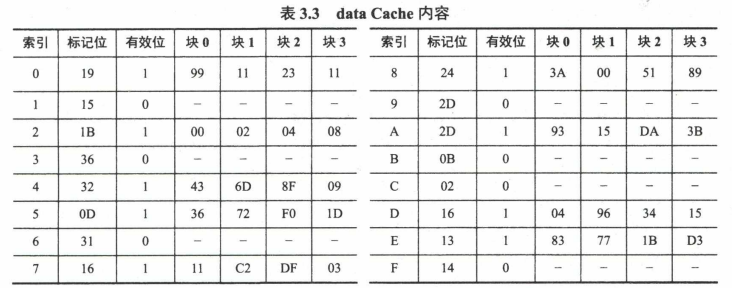 表 3.3 data Cache 内容
索引 标记位 有效位 块 0 块 1 块 2 块 3 索引 标记位 有效位 块 0 块 1 块 2 块 3
0 19 1 99 11 23 11 8 24 1 3A 00 51 89
1 15 0 – – – – 9 2D 0 – – – –
2 1B 1 00 02 04 08 A 2D 1 93 15 DA 3B
3 36 0 – – – – B 0B 0 – – – –
4 32 1 43 6D 8F 09 C 02 0 – – – –
5 0D 1 36 72 F0 1D D 16 1 04 96 34 15
6 31 0 – – – – E 13 1 83 77 1B D3
7 16 1 11 C2 DF 03 F 14 0 – – – –